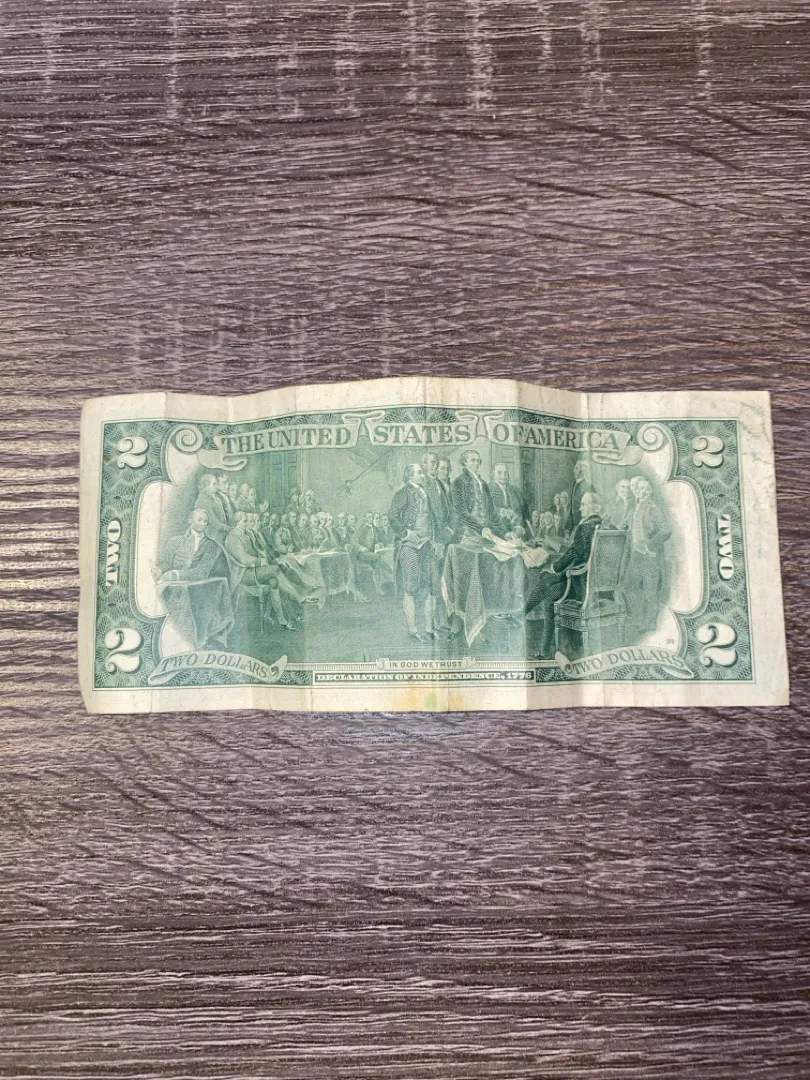 THE UNITED STATES OF AMERICA
2
2
TWO
TWO
2
2
TWO DOLLARS
IN GOD WE TRUST
TWO DOLLARS
DECLARATION OF INDEPENDENCE, 1776